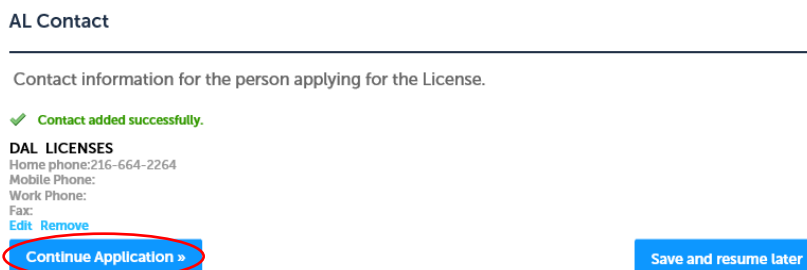 AL Contact
Contact information for the person applying for the License.
Contact added successfully.
DAL LICENSES
Home phone:216-664-2264
Mobile Phone:
Work Phone:
Fax:
Edit Remove
Continue Application » Save and resume later